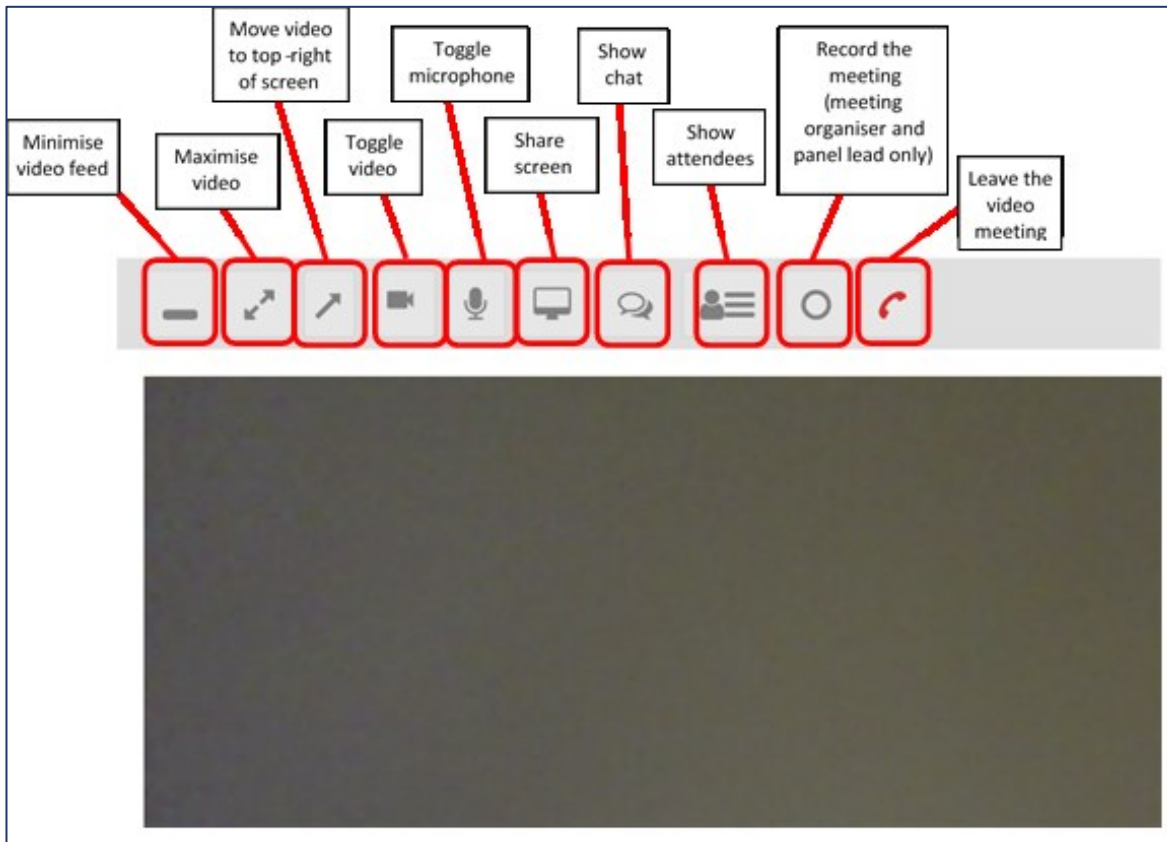 Minimise
video feed
Maximise
video
Move video
to top -right
of screen
Toggle
video
Toggle
microphone
Share
screen
Show
chat
Show
attendees
Record the
meeting
(meeting
organiser and
panel lead only)
Leave the
video
meeting